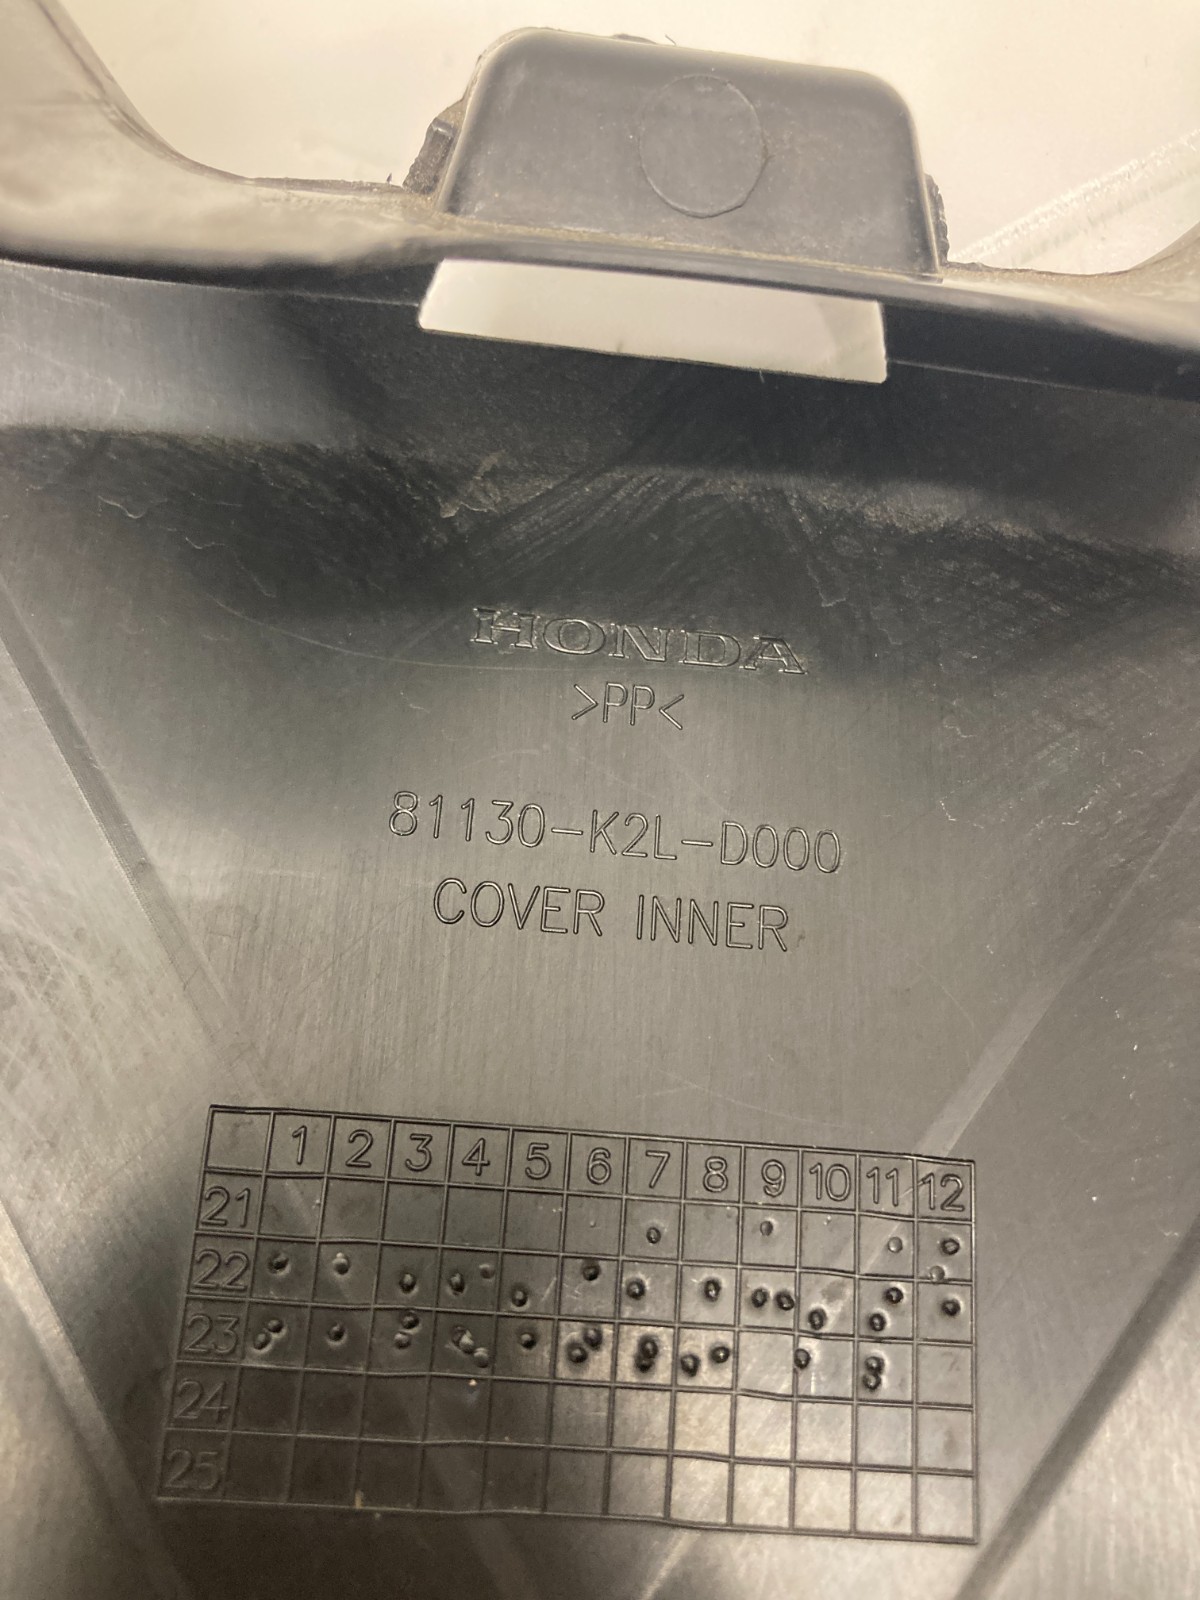 HONDA
>PP<
81130-K2L-D000
COVER INNER
1 2 3 4 5 6 7 8 9 10 11 12
21
22
23
24
25